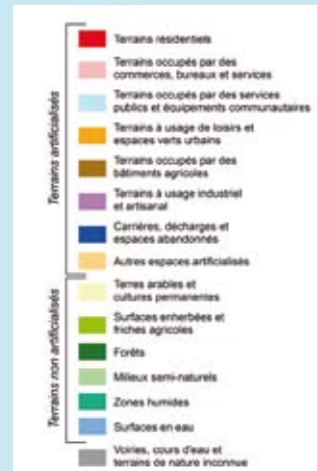 Terrains artificialisés
Terrains résidentiels
Terrains occupés par des
commerces, bureaux et services
Terrains occupés par des services
publics et équipements communautaires
Terrains à usage de loisirs et
espaces verts urbains
Terrains occupés par des
bâtiments agricoles
Terrains à usage industriel
et artisanal
Carrières, décharges et
espaces abandonnés
Autres espaces artificialisés
Terrains non artificialisés
Terres arables et
cultures permanentes
Surfaces enherbées et
friches agricoles
Forêts
Milieux semi-naturels
Zones humides
Surfaces en eau
Voiries, cours d'eau et
terrains de nature inconnue